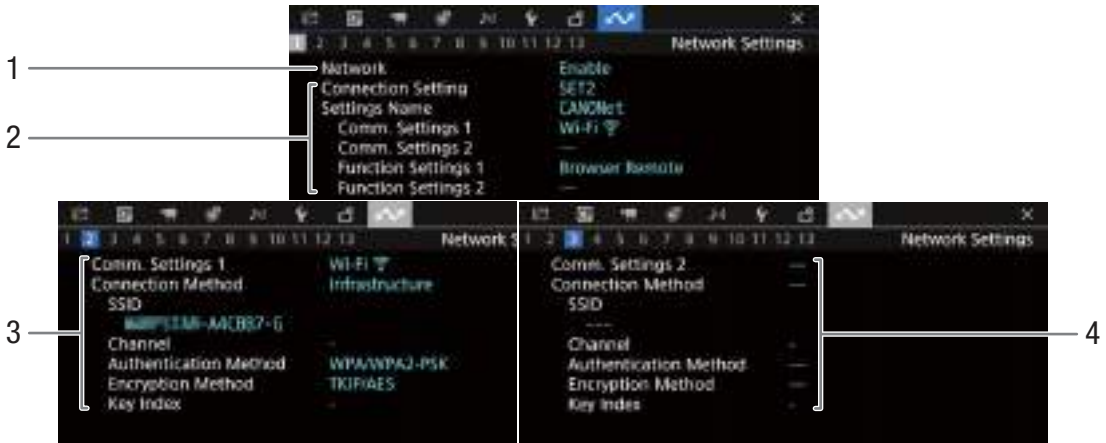 1 2 3 4 5 6 7 8 9 10 11 12 13 Network Settings
1 Network Enable
2 Connection Setting SET2
Settings Name CANONet
Comm. Settings 1 Wi-Fi
Comm. Settings 2 ---
Function Settings 1 Browser Remote
Function Settings 2 ---
1 2 3 4 5 6 7 8 9 10 11 12 13 Network S
3 Comm. Settings 1 Wi-Fi
Connection Method Infrastructure
SSID
-A4CBB7-G
Channel -
Authentication Method WPA/WPA2-PSK
Encryption Method TKIP/AES
Key Index -
1 2 3 4 5 6 7 8 9 10 11 12 13 Network Settings
4 Comm. Settings 2 ---
Connection Method ---
SSID
---
Channel -
Authentication Method ---
Encryption Method ---
Key Index -